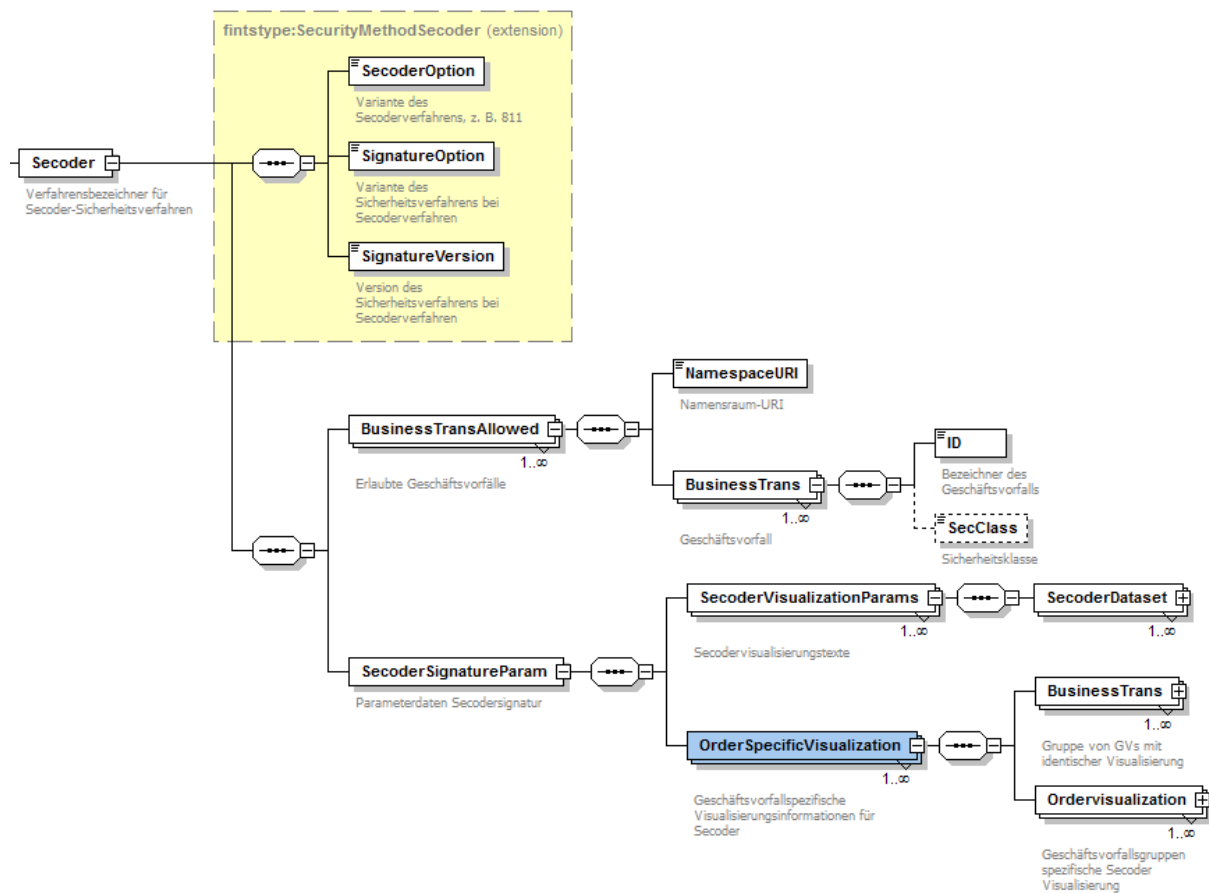 fintstype:SecurityMethodSecoder (extension)
SecoderOption
Variante des
Secoderverfahrens, z. B. 811
Secoder
Verfahrensbezeichner für
Secoder-Sicherheitsverfahren
SignatureOption
Variante des
Sicherheitsverfahrens bei
Secoderverfahren
SignatureVersion
Version des
Sicherheitsverfahrens bei
Secoderverfahren
BusinessTransAllowed
1..∞
Erlaubte Geschäftsvorfälle
NamespaceURI
Namensraum-URI
BusinessTrans
1..∞
Geschäftsvorfall
ID
Bezeichner des
Geschäftsvorfalls
SecClass
Sicherheitsklasse
SecoderSignatureParam
Parameterdaten Secodersignatur
SecoderVisualizationParams
1..∞
Secodervisualisierungstexte
SecoderDataset
1..∞
OrderSpecificVisualization
1..∞
Geschäftsvorfallspezifische
Visualisierungsinformationen für
Secoder
BusinessTrans
1..∞
Gruppe von GVs mit
identischer Visualisierung
Ordervisualization
1..∞
Geschäftsvorfallsgruppen
spezifische Secoder
Visualisierung